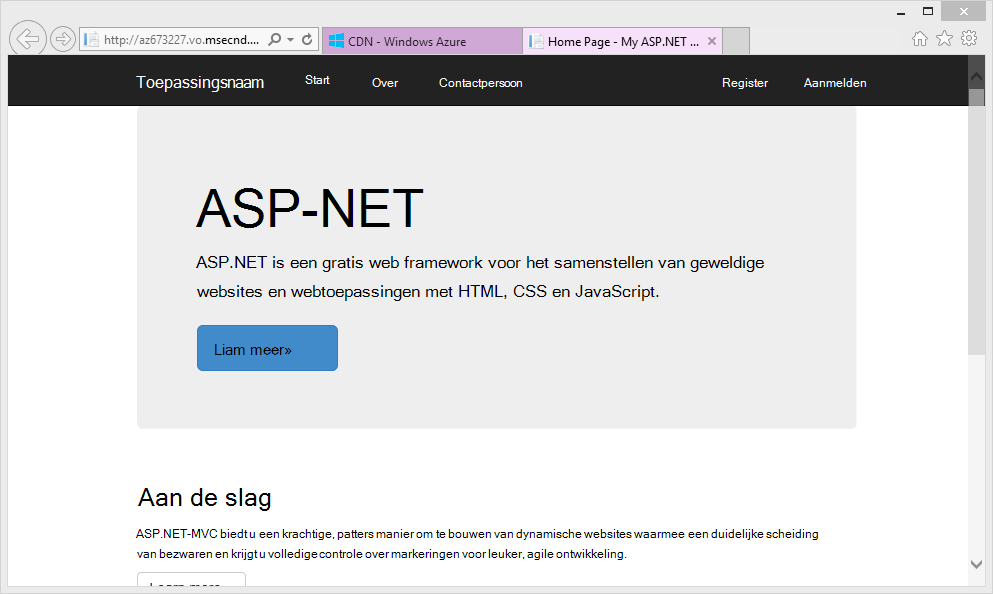 http://az673227.vo.msecnd....
CDN - Windows Azure
Home Page - My ASP.NET ...
Toepassingsnaam
Start
Over
Contactpersoon
Register
Aanmelden
ASP-NET
ASP.NET is een gratis web framework voor het samenstellen van geweldige
websites en webtoepassingen met HTML, CSS en JavaScript.
Liam meer»
Aan de slag
ASP.NET-MVC biedt u een krachtige, patters manier om te bouwen van dynamische websites waarmee een duidelijke scheiding
van bezwaren en krijgt u volledige controle over markeringen voor leuker, agile ontwikkeling.